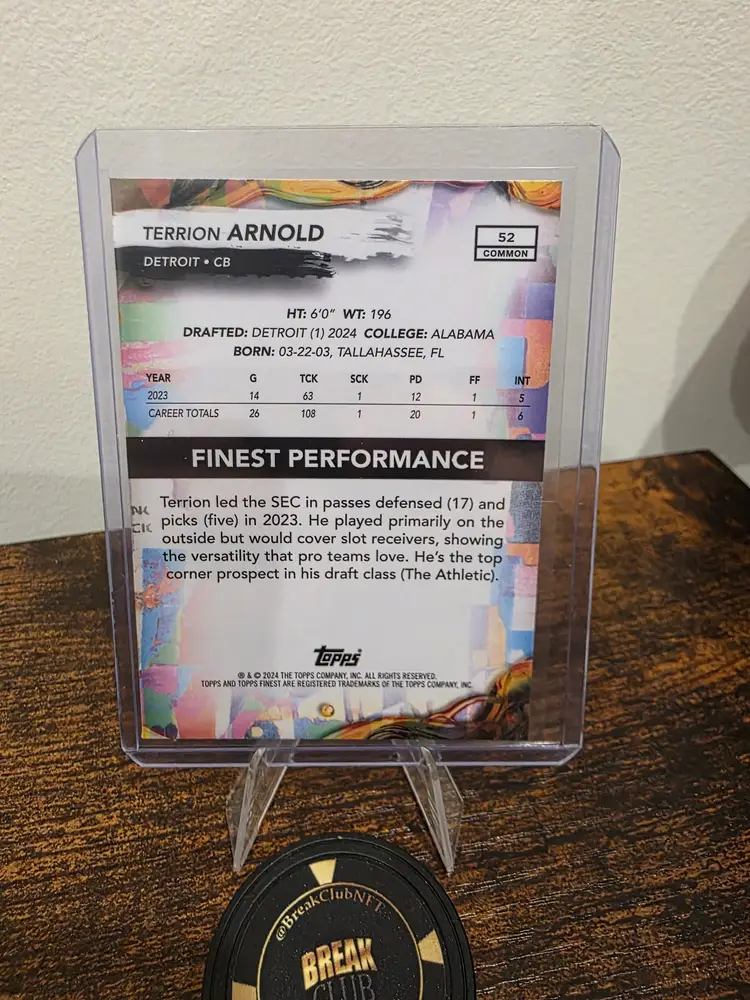 TERRION ARNOLD
DETROIT • CB
52
COMMON
HT: 6'0" WT: 196
DRAFTED: DETROIT (1) 2024 COLLEGE: ALABAMA
BORN: 03-22-03, TALLAHASSEE, FL
YEAR G TCK SCK PD FF INT
2023 14 63 1 12 1 5
CAREER TOTALS 26 108 1 20 1 6
FINEST PERFORMANCE
Terrion led the SEC in passes defensed (17) and
picks (five) in 2023. He played primarily on the
outside but would cover slot receivers, showing
the versatility that pro teams love. He's the top
corner prospect in his draft class (The Athletic).
Topps
® & © 2024 THE TOPPS COMPANY, INC. ALL RIGHTS RESERVED.
TOPPS AND TOPPS FINEST ARE REGISTERED TRADEMARKS OF THE TOPPS COMPANY, INC.
@BreakClubNFT
BREAK
CLUB